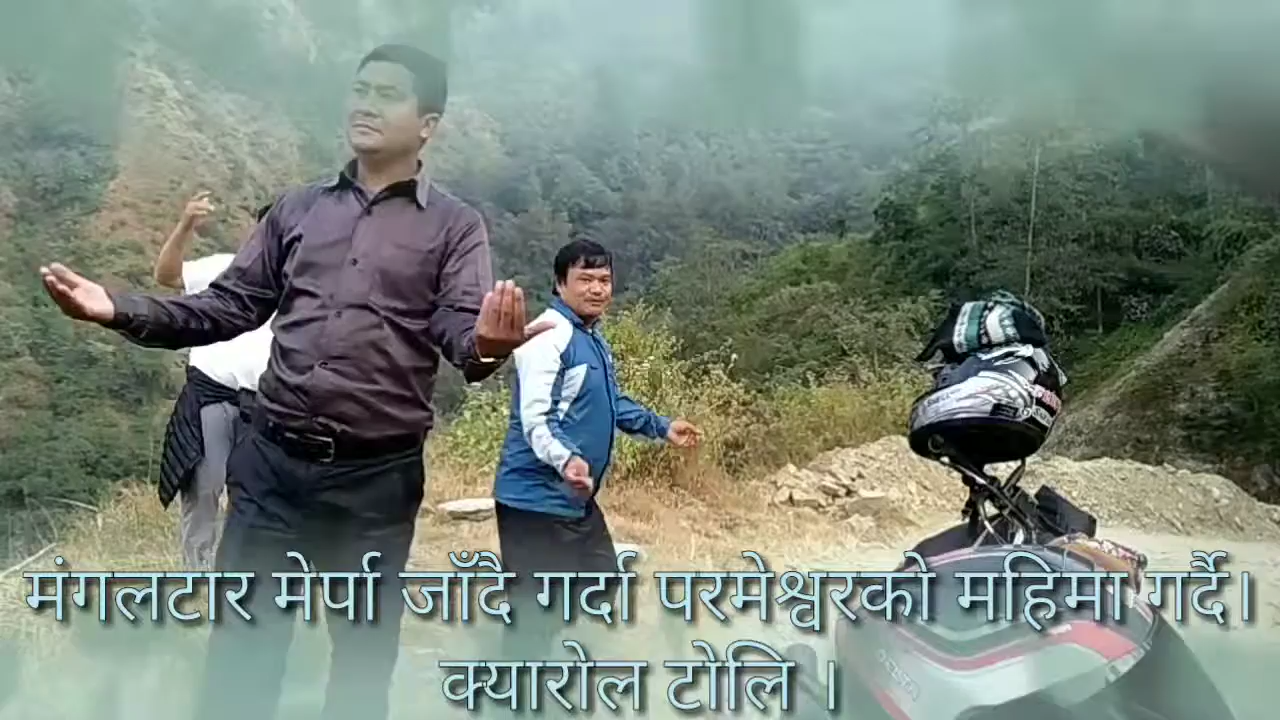 मंगलटार मेर्पा जाँदै गर्दा परमेश्वरको महिमा गर्दै।
क्यारोल टोलि ।